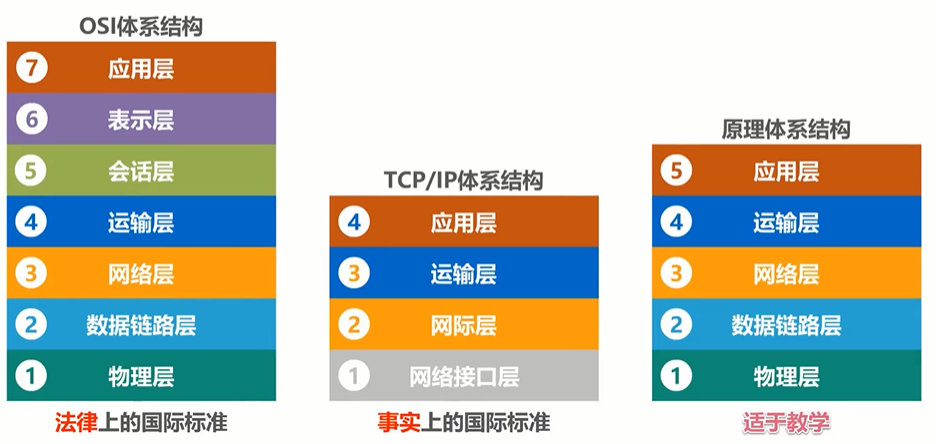 OSI体系结构
7 应用层
6 表示层
5 会话层
4 运输层
3 网络层
2 数据链路层
1 物理层
法律上的国际标准
TCP/IP体系结构
4 应用层
3 运输层
2 网际层
1 网络接口层
事实上的国际标准
原理体系结构
5 应用层
4 运输层
3 网络层
2 数据链路层
1 物理层
适于教学